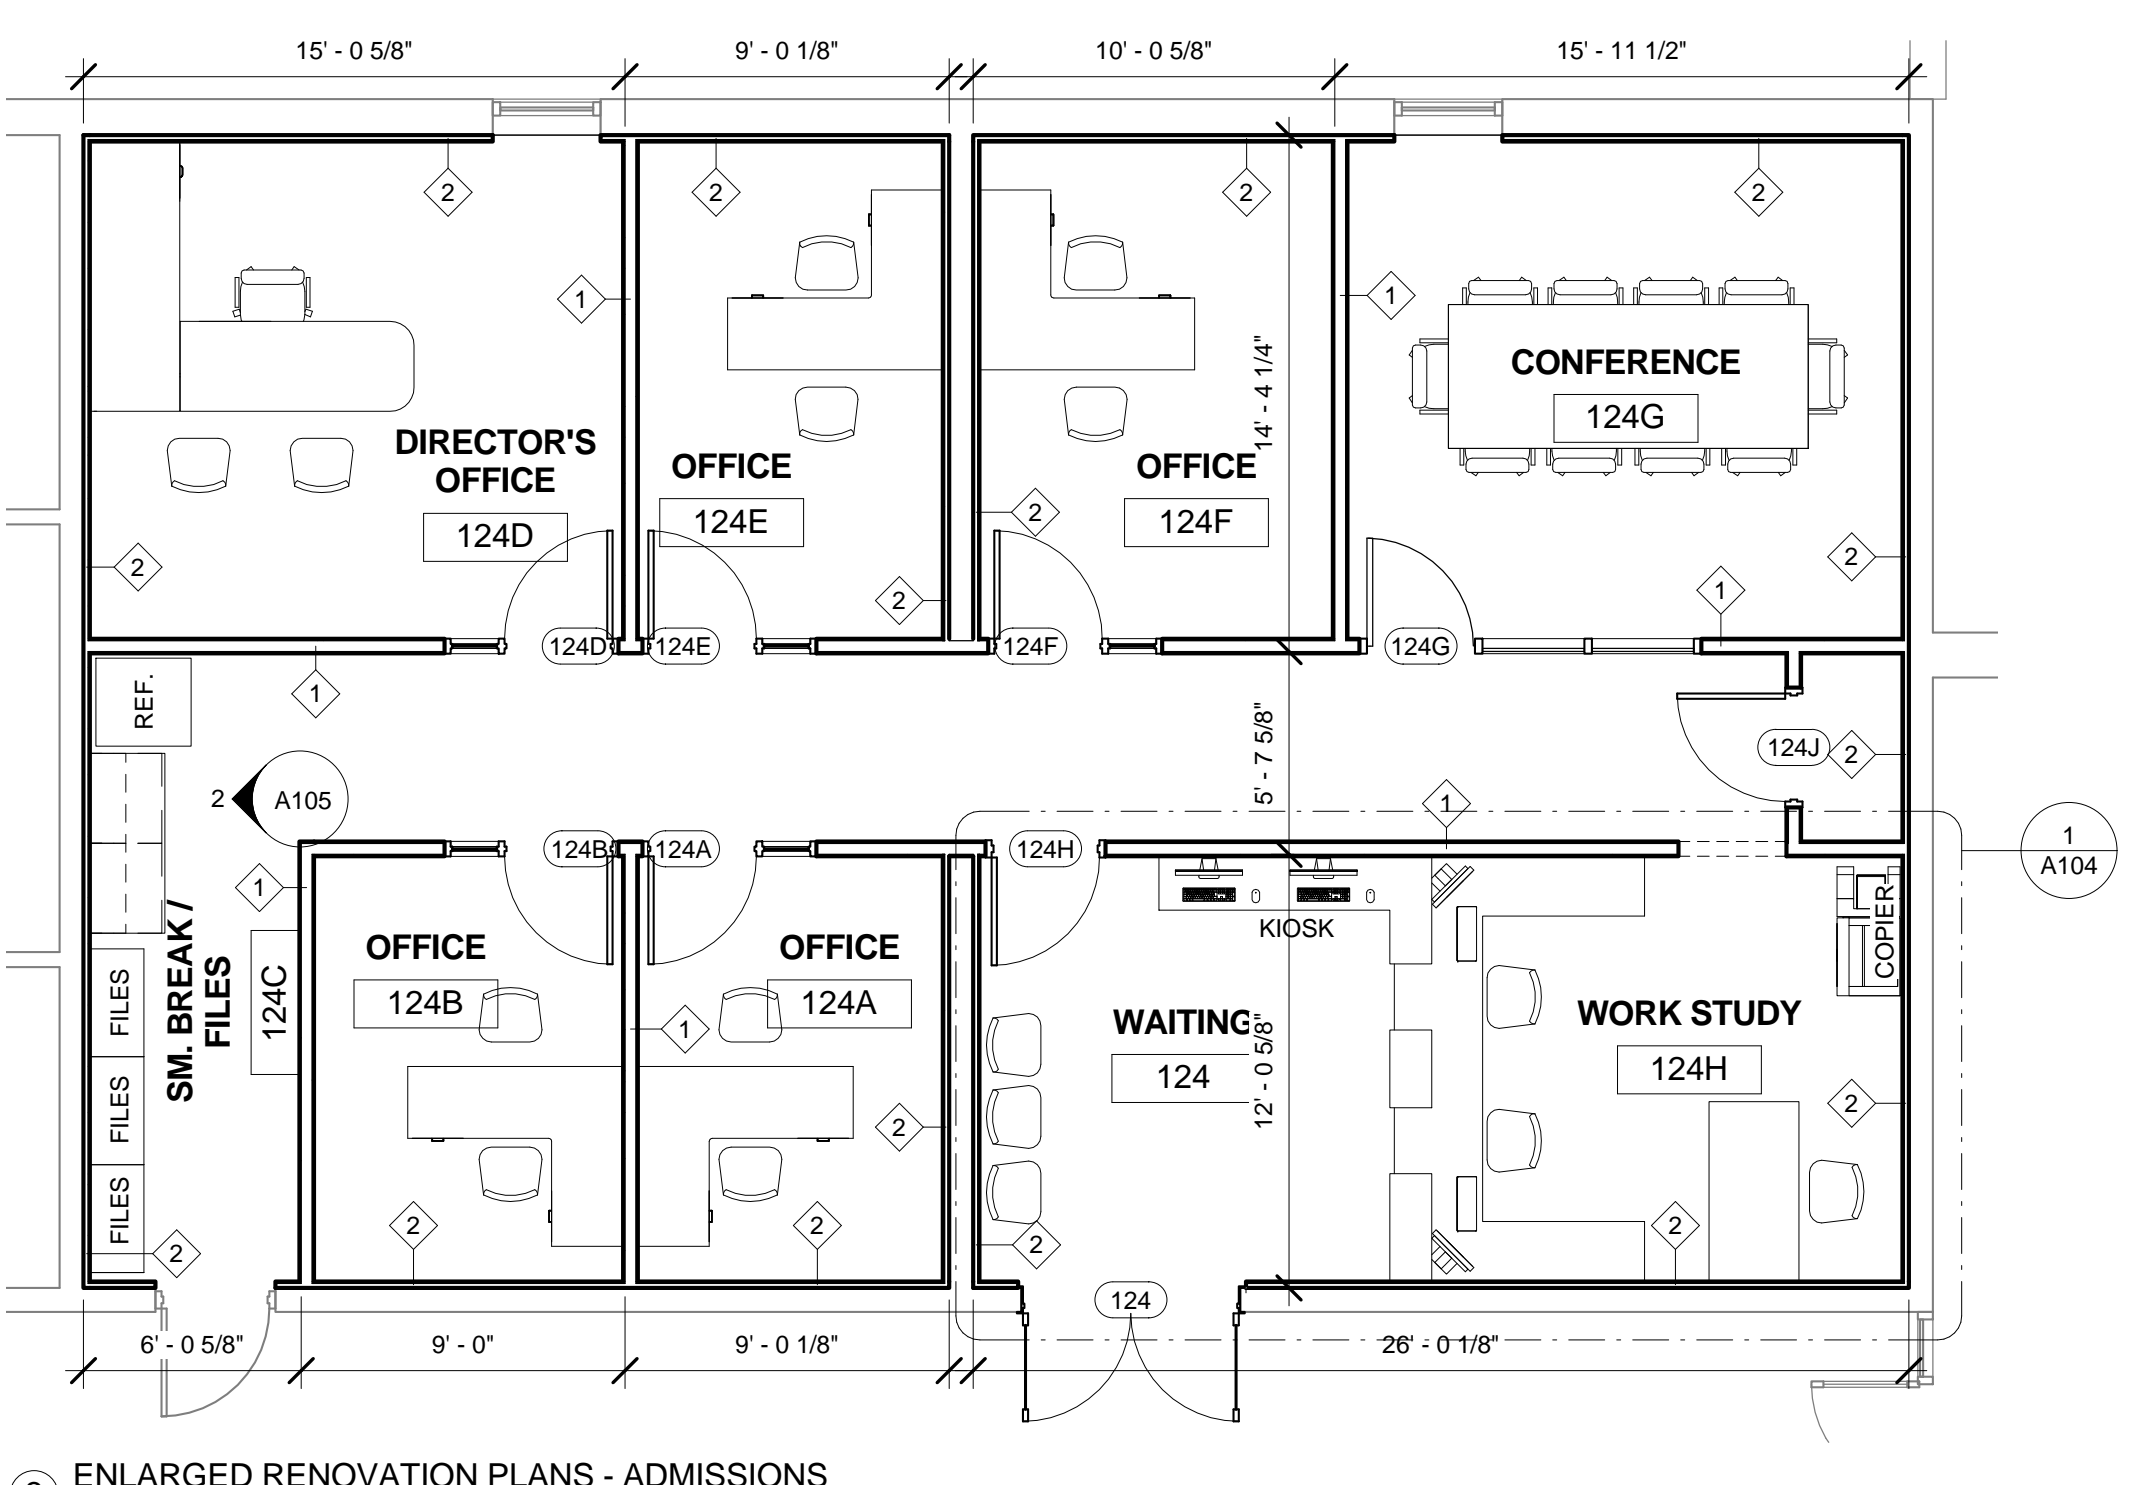 15' - 0 5/8"
9' - 0 1/8"
10' - 0 5/8"
15' - 11 1/2"
2
2
2
2
1
1
14' - 4 1/4"
CONFERENCE
124G
DIRECTOR'S
OFFICE
124D
OFFICE
124E
OFFICE
124F
2
2
2
2
1
124D
124E
124F
124G
REF.
1
5' - 7 5/8"
124J
2
2
A105
1
1
A104
124B
124A
124H
1
KIOSK
COPIER
SM. BREAK /
FILES
124C
OFFICE
124B
OFFICE
124A
FILES
FILES
FILES
1
WAITING
124
12' - 0 5/8"
WORK STUDY
124H
2
2
2
2
2
2
2
124
6' - 0 5/8"
9' - 0"
9' - 0 1/8"
26' - 0 1/8"
ENLARGED RENOVATION PLANS - ADMISSIONS